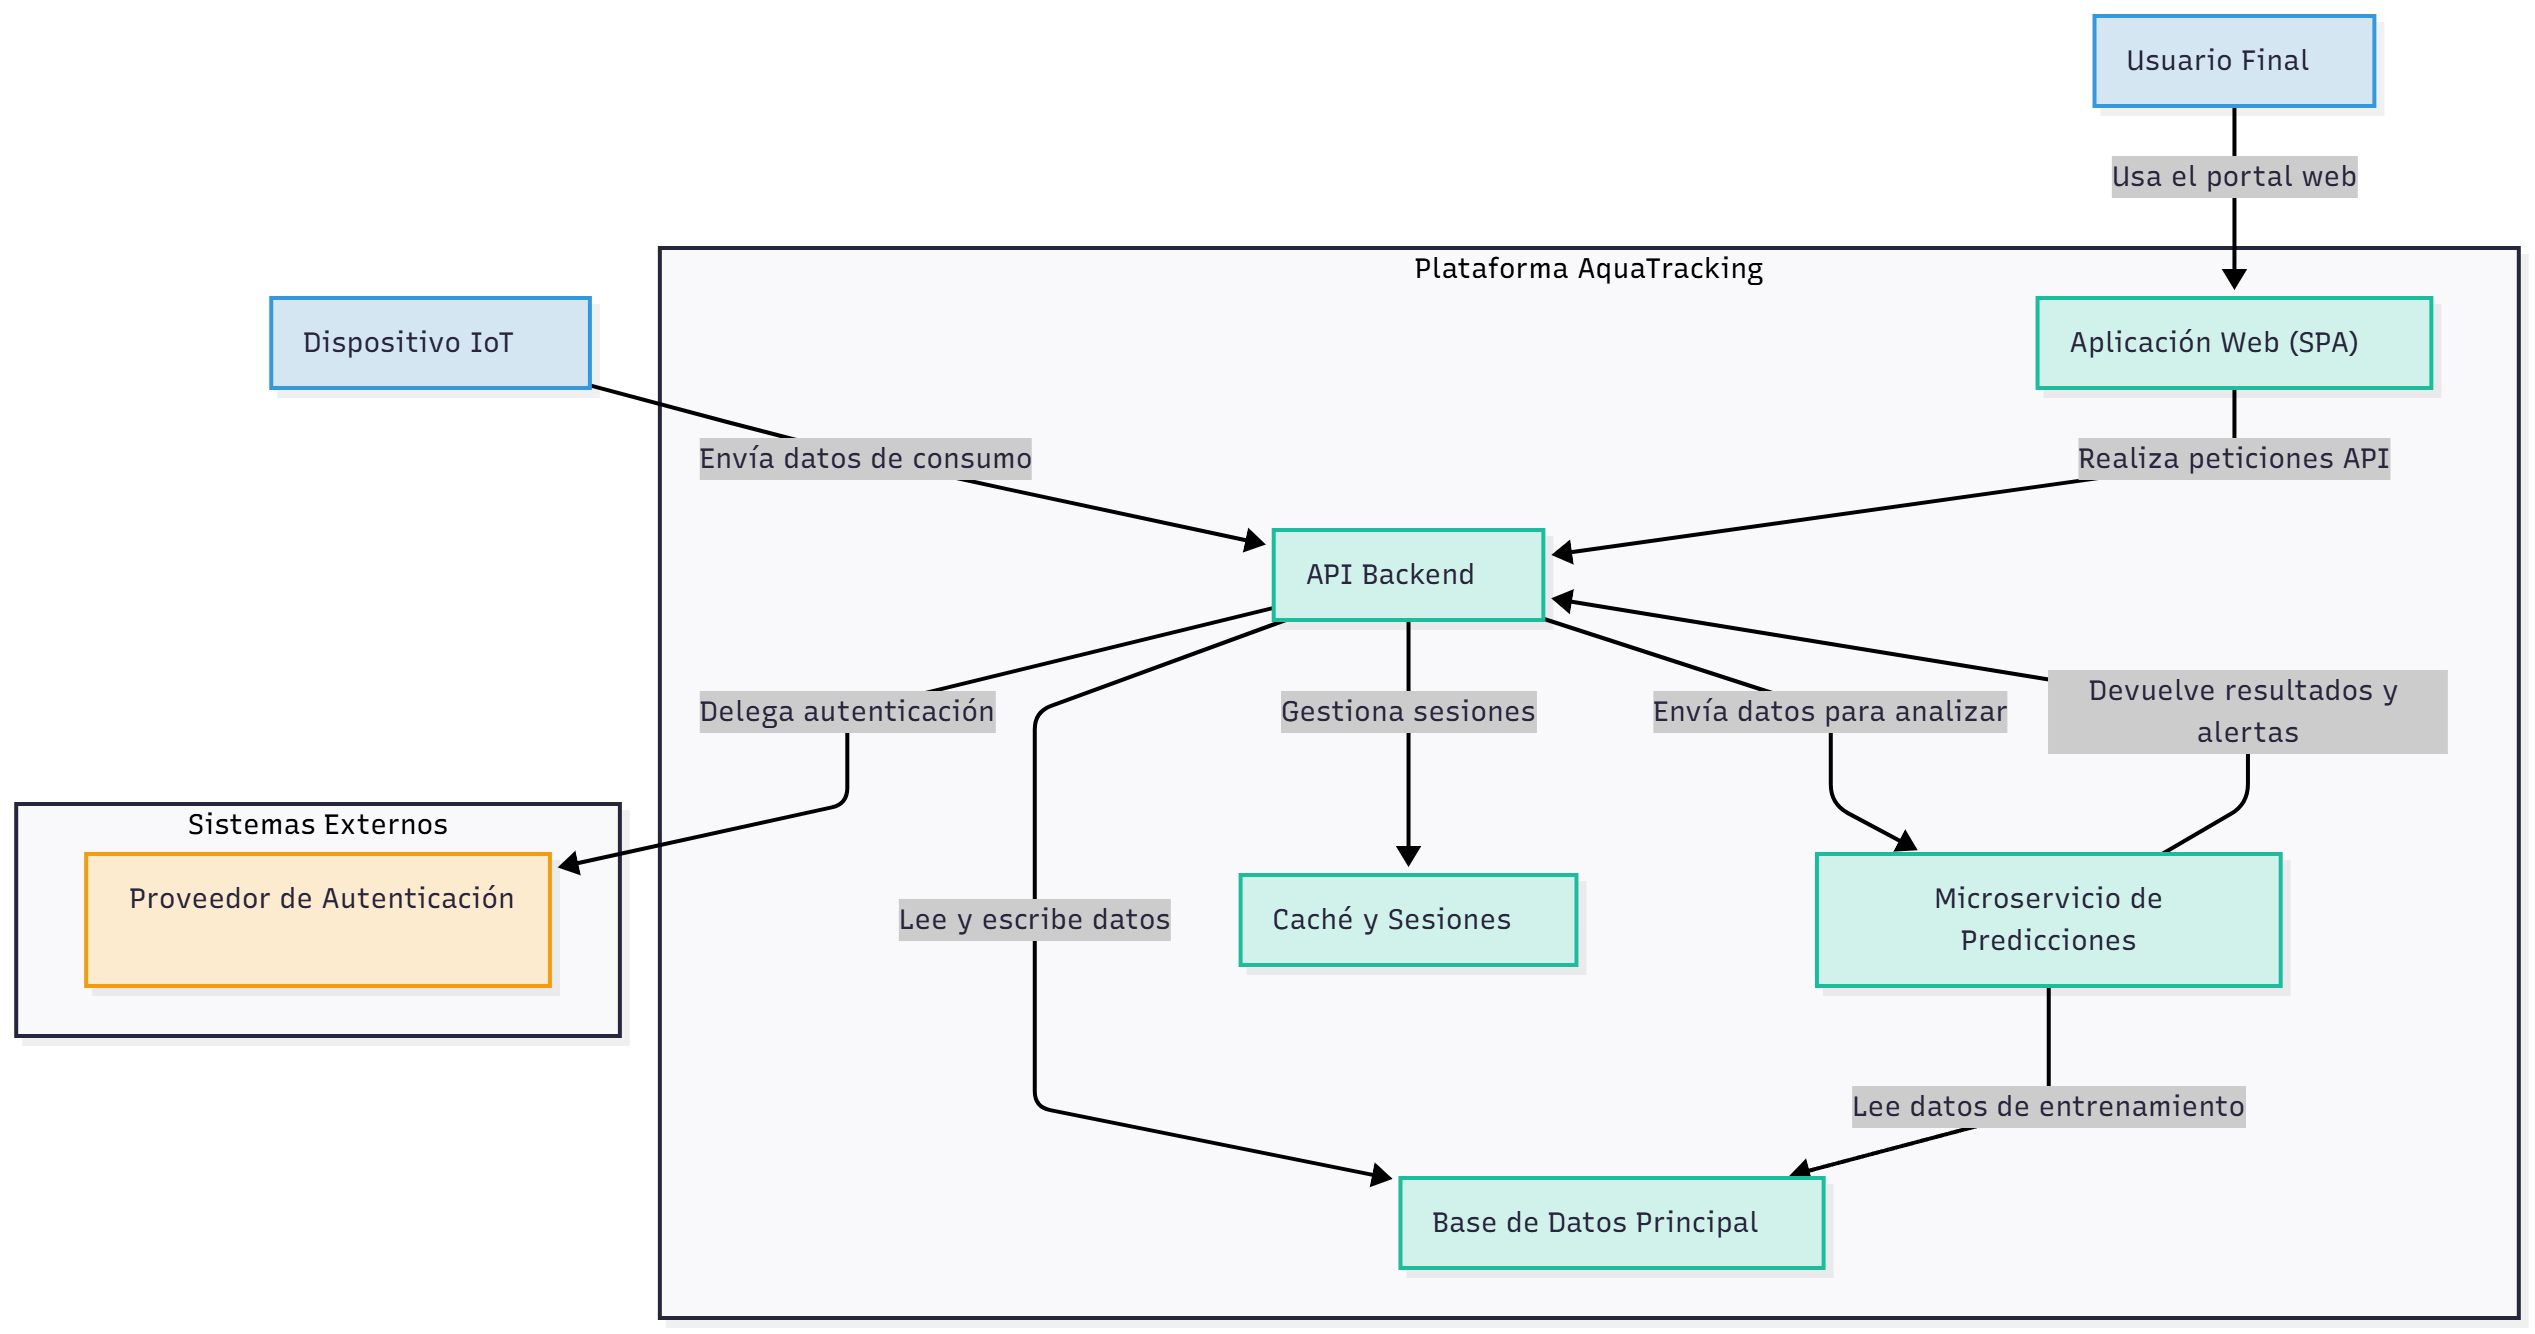 Usuario Final
Usa el portal web
Plataforma AquaTracking
Dispositivo IoT
Aplicación Web (SPA)
Envía datos de consumo
Realiza peticiones API
API Backend
Delega autenticación
Gestiona sesiones
Envía datos para analizar
Devuelve resultados y
alertas
Sistemas Externos
Proveedor de Autenticación
Lee y escribe datos
Caché y Sesiones
Microservicio de
Predicciones
Lee datos de entrenamiento
Base de Datos Principal